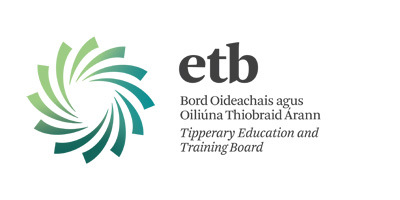 etb
Bord Oideachais agus
Oiliúna Thiobraid Árann
Tipperary Education and
Training Board